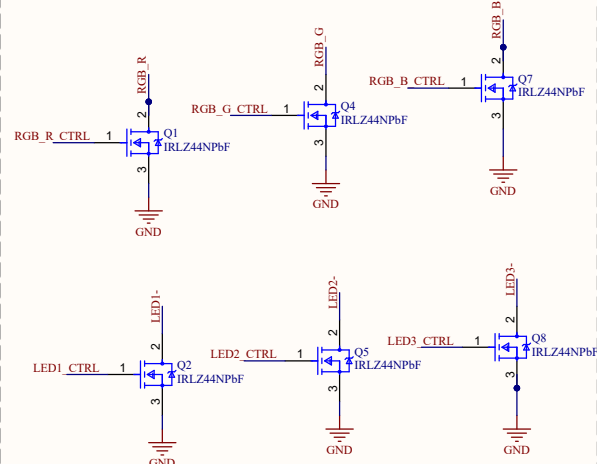 RGB_R
2
RGB_R_CTRL
1
Q1
IRLZ44NPbF
3
GND
RGB_G
2
RGB_G_CTRL
1
Q4
IRLZ44NPbF
3
GND
RGB_B
2
RGB_B_CTRL
1
Q7
IRLZ44NPbF
3
GND
LED1-
2
LED1_CTRL
1
Q2
IRLZ44NPbF
3
GND
LED2-
2
LED2_CTRL
1
Q5
IRLZ44NPbF
3
GND
LED3-
2
LED3_CTRL
1
Q8
IRLZ44NPbF
3
GND